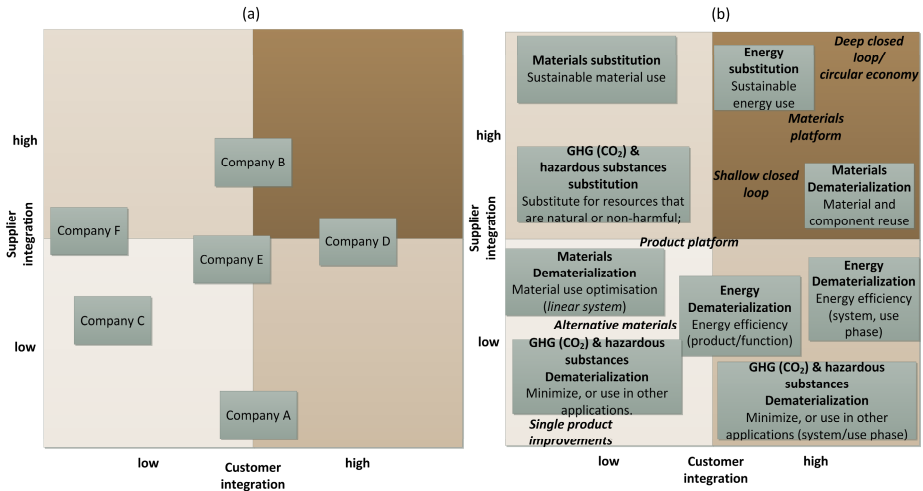 (a)
high
Supplier
integration
low
Company B
Company F
Company D
Company E
Company C
Company A
low
Customer
integration
high
(b)
high
Supplier
integration
low
Materials substitution
Sustainable material use
Energy
substitution
Sustainable
energy use
Deep closed
loop/
circular economy
Materials
platform
GHG (CO₂) &
hazardous substances
substitution
Substitute for resources that
are natural or non-harmful;
Shallow closed
loop
Materials
Dematerialization
Material and
component reuse
Product platform
Materials
Dematerialization
Material use optimisation
(linear system)
Energy
Dematerialization
Energy efficiency
(product/function)
Energy
Dematerialization
Energy efficiency
(system, use
phase)
Alternative materials
GHG (CO₂) & hazardous
substances
Dematerialization
Minimize, or use in other
applications.
GHG (CO₂) & hazardous
substances
Dematerialization
Minimize, or use in other
applications (system/use phase)
Single product
improvements
low
Customer
integration
high